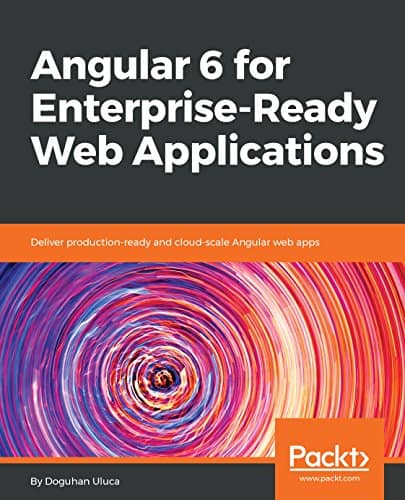 Angular 6 for
Enterprise-Ready
Web Applications
Deliver production-ready and cloud-scale Angular web apps
By Doguhan Uluca
Packt>
www.packt.com